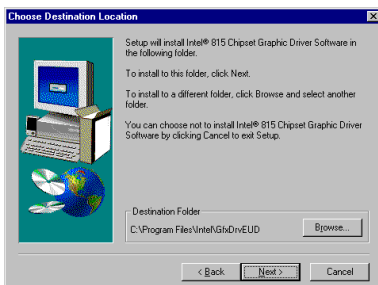 Choose Destination Location
Setup will install Intel® 815 Chipset Graphic Driver Software in
the following folder.
To install to this folder, click Next.
To install to a different folder, click Browse and select another
folder.
You can choose not to install Intel® 815 Chipset Graphic Driver
Software by clicking Cancel to exit Setup.
Destination Folder
C:\Program Files\Intel\GfxDrvEUD
Browse...
< Back
Next >
Cancel